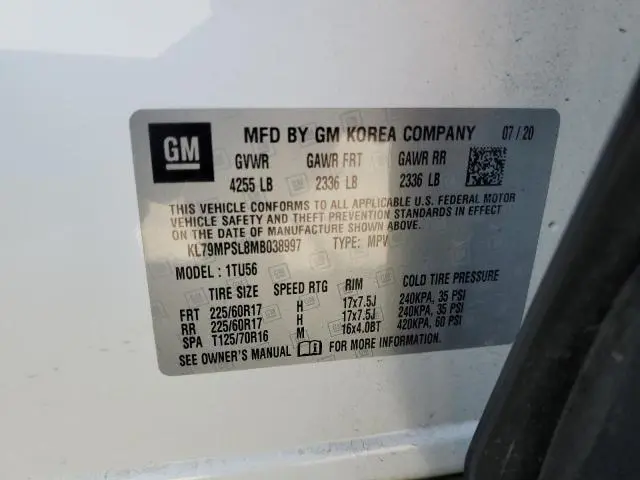 GM
MFD BY GM KOREA COMPANY 07/20
GVWR GAWR FRT GAWR RR
4255 LB 2336 LB 2336 LB
THIS VEHICLE CONFORMS TO ALL APPLICABLE U.S. FEDERAL MOTOR
VEHICLE SAFETY AND THEFT PREVENTION STANDARDS IN EFFECT ON
THE DATE OF MANUFACTURE SHOWN ABOVE.
KL79MPSL8MB038997 TYPE: MPV
MODEL: 1TU56
TIRE SIZE SPEED RTG RIM COLD TIRE PRESSURE
FRT 225/60R17 H 17x7.5J 240KPA, 35 PSI
RR 225/60R17 H 17x7.5J 240KPA, 35 PSI
SPA T125/70R16 M 16x4.0BT 420KPA, 60 PSI
SEE OWNER'S MANUAL FOR MORE INFORMATION